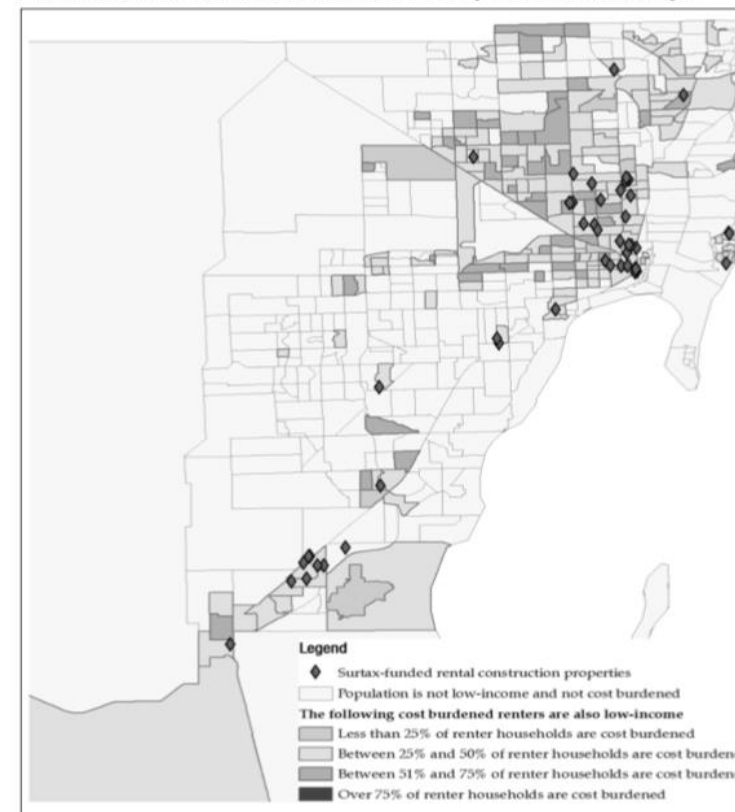 Legend
Surtax-funded rental construction properties
Population is not low-income and not cost burdened
The following cost burdened renters are also low-income
Less than 25% of renter households are cost burdened
Between 25% and 50% of renter households are cost burdene
Between 51% and 75% of renter households are cost burdene
Over 75% of renter households are cost burdened